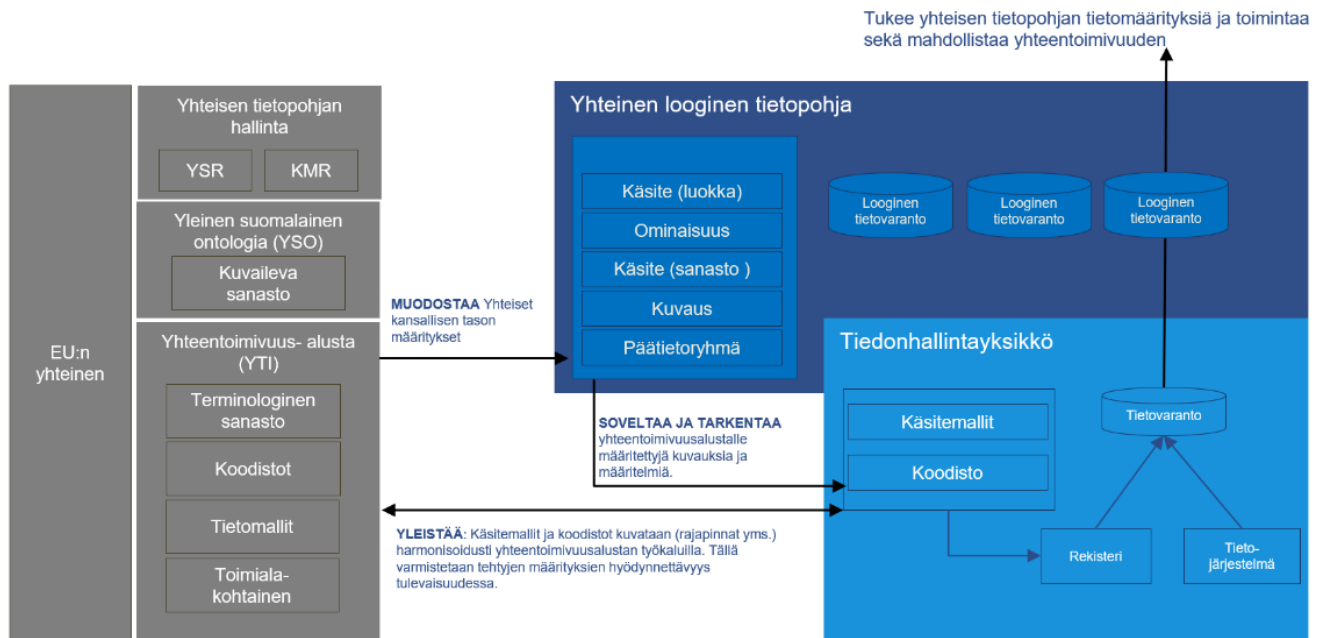 Tukee yhteisen tietopohjan tietomäärityksiä ja toimintaa
sekä mahdollistaa yhteentoimivuuden
EU:n
yhteinen
Yhteisen tietopohjan
hallinta
YSR
KMR
Yleinen suomalainen
ontologia (YSO)
Kuvaileva
sanasto
Yhteentoimivuus- alusta
(YTI)
Terminologinen
sanasto
Koodistot
Tietomallit
Toimiala-
kohtainen
MUODOSTAA Yhteiset
kansallisen tason
määritykset
Yhteinen looginen tietopohja
Käsite (luokka)
Ominaisuus
Käsite (sanasto )
Kuvaus
Päätietoryhmä
Looginen
tietovaranto
Looginen
tietovaranto
Looginen
tietovaranto
SOVELTAA JA TARKENTAA
yhteentoimivuusalustalle
määritettyjä kuvauksia ja
määritelmiä.
YLEISTÄÄ: Käsitemallit ja koodistot kuvataan (rajapinnat yms.)
harmonisoidusti yhteentoimivuusalustan työkaluilla. Tällä
varmistetaan tehtyjen määrityksien hyödynnettävyys
tulevaisuudessa.
Tiedonhallintayksikkö
Käsitemallit
Koodisto
Tietovaranto
Rekisteri
Tieto-
järjestelmä